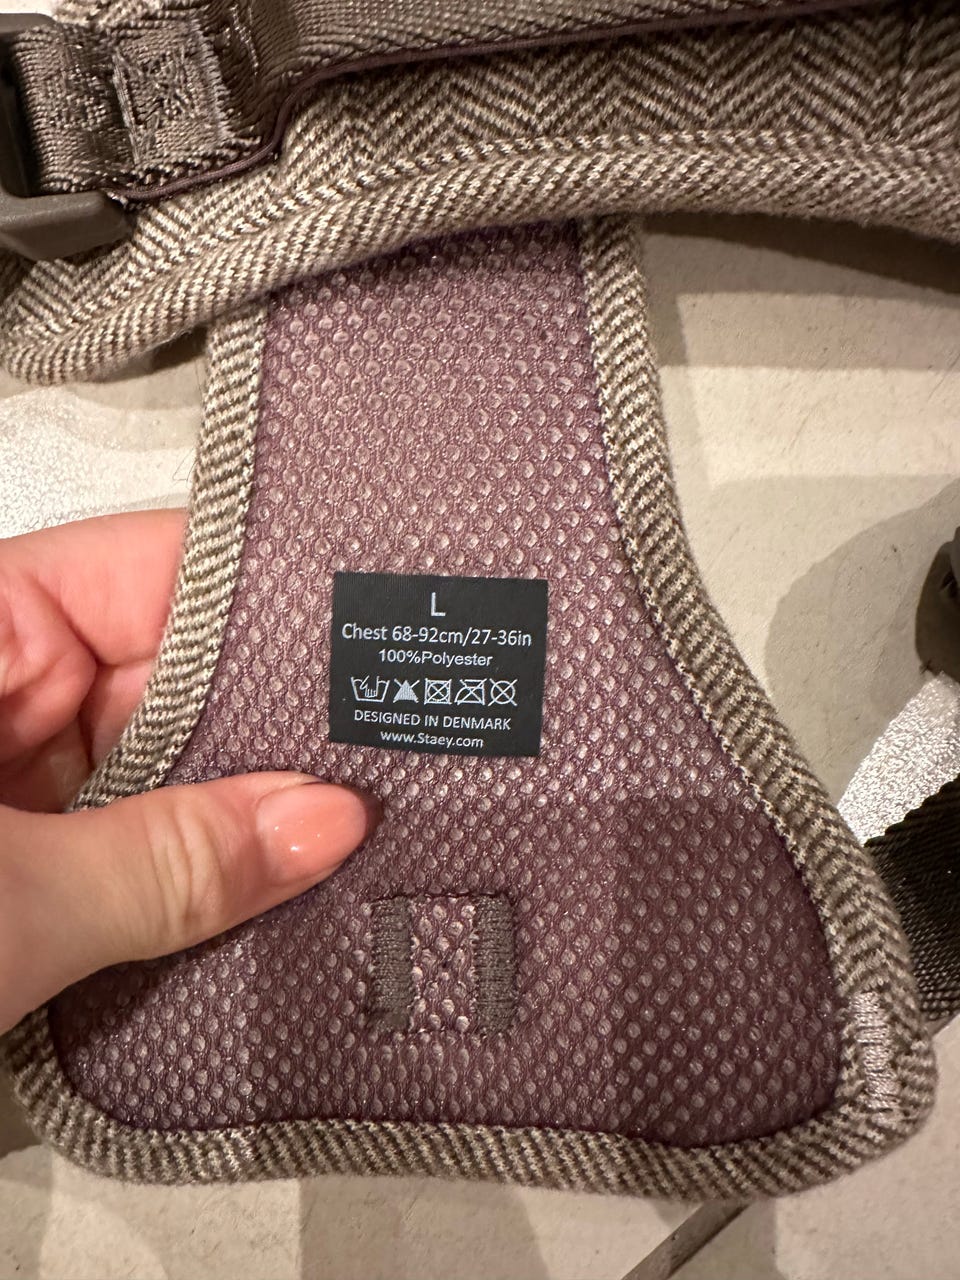 L
Chest 68-92cm/27-36in
100%Polyester
DESIGNED IN DENMARK
www.Staey.com